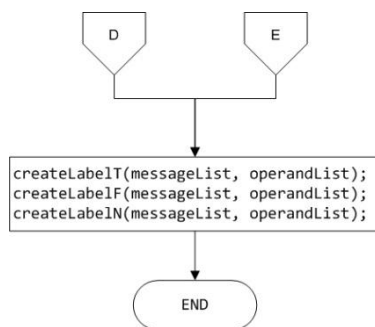 D
E
createLabelT(messageList, operandList);
createLabelF(messageList, operandList);
createLabelN(messageList, operandList);
END